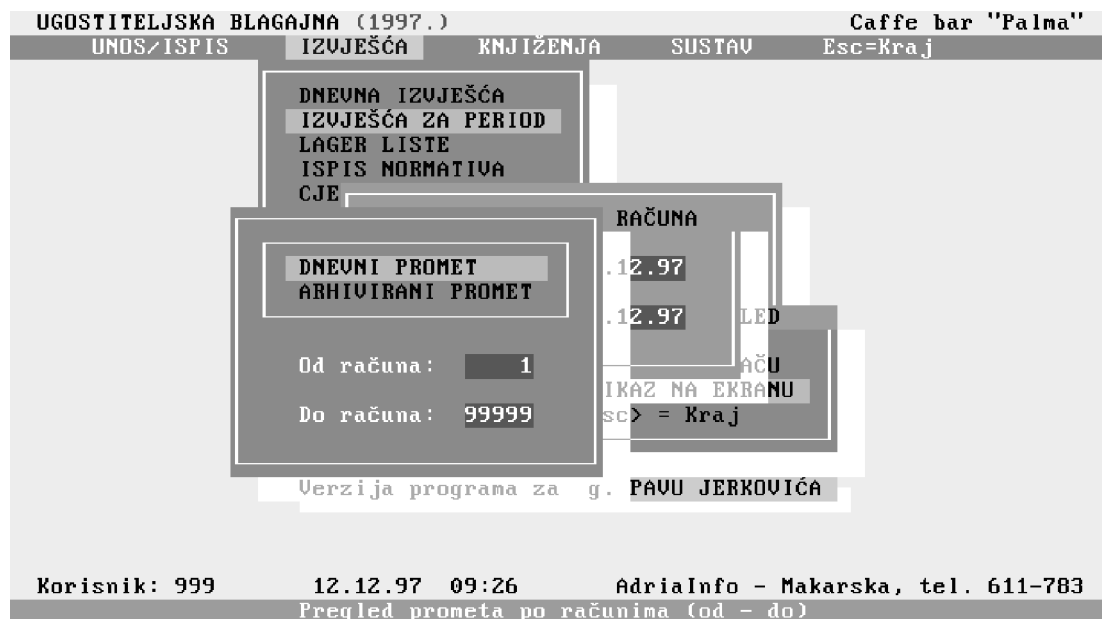 UGOSTITELJSKA BLAGAJNA (1997.) Caffe bar "Palma"
UNOS/ISPIS IZVJEŠĆA KNJIŽENJA SUSTAV Esc=Kraj
DNEVNA IZVJEŠĆA
IZVJEŠĆA ZA PERIOD
LAGER LISTE
ISPIS NORMATIVA
CJE
RAČUNA
DNEVNI PROMET .12.97
ARHIVIRANI PROMET
.12.97 LED
Od računa: 1 AČU
IKAZ NA EKRANU
Do računa: 99999 sc> = Kraj
Verzija programa za g. PAVU JERKOVIĆA
Korisnik: 999 12.12.97 09:26 AdriaInfo - Makarska, tel. 611-783
Pregled prometa po računima (od - do)